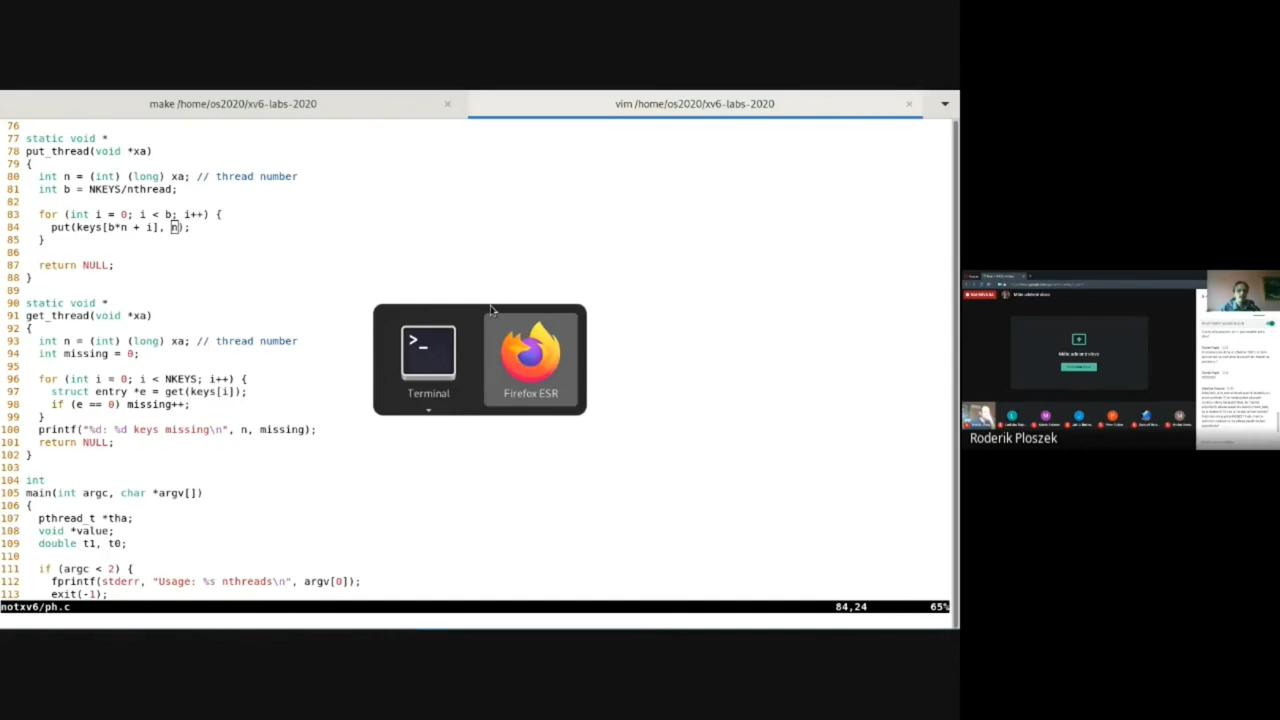 make /home/os2020/xv6-labs-2020
vim /home/os2020/xv6-labs-2020
76
77 static void *
78 put_thread(void *xa)
79 {
80   int n = (int) (long) xa; // thread number
81   int b = NKEYS/nthread;
82
83   for (int i = 0; i < b; i++) {
84     put(keys[b*n + i], n);
85   }
86
87   return NULL;
88 }
89
90 static void *
91 get_thread(void *xa)
92 {
93   int n = (int) (long) xa; // thread number
94   int missing = 0;
95
96   for (int i = 0; i < NKEYS; i++) {
97     struct entry *e = get(keys[i]);
98     if (e == 0) missing++;
99   }
100   printf("%d: %d keys missing\n", n, missing);
101   return NULL;
102 }
103
104 int
105 main(int argc, char *argv[])
106 {
107   pthread_t *tha;
108   void *value;
109   double t1, t0;
110
111   if (argc < 2) {
112     fprintf(stderr, "Usage: %s nthreads\n", argv[0]);
113     exit(-1);
notxv6/ph.c 84,24 65%
Terminal
Firefox ESR
Roderik Ploszek